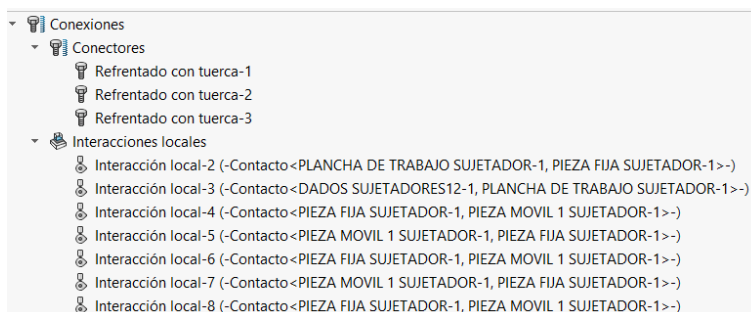 Conexiones
Conectores
Refrentado con tuerca-1
Refrentado con tuerca-2
Refrentado con tuerca-3
Interacciones locales
Interacción local-2 (-Contacto<PLANCHA DE TRABAJO SUJETADOR-1, PIEZA FIJA SUJETADOR-1>-)
Interacción local-3 (-Contacto<DADOS SUJETADORES12-1, PLANCHA DE TRABAJO SUJETADOR-1>-)
Interacción local-4 (-Contacto<PIEZA FIJA SUJETADOR-1, PIEZA MOVIL 1 SUJETADOR-1>-)
Interacción local-5 (-Contacto<PIEZA MOVIL 1 SUJETADOR-1, PIEZA FIJA SUJETADOR-1>-)
Interacción local-6 (-Contacto<PIEZA FIJA SUJETADOR-1, PIEZA MOVIL 1 SUJETADOR-1>-)
Interacción local-7 (-Contacto<PIEZA MOVIL 1 SUJETADOR-1, PIEZA FIJA SUJETADOR-1>-)
Interacción local-8 (-Contacto<PIEZA FIJA SUJETADOR-1, PIEZA MOVIL 1 SUJETADOR-1>-)